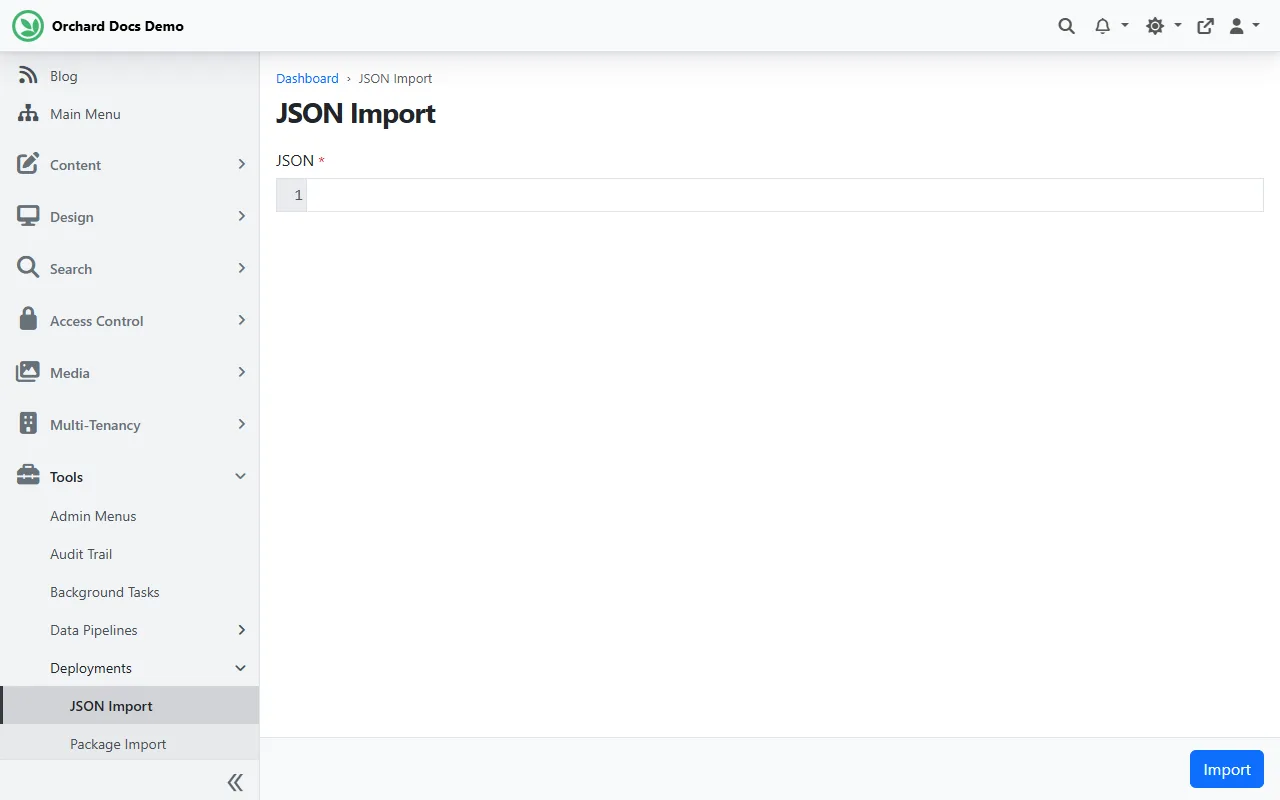 Orchard Docs Demo
Blog
Main Menu
Content
Design
Search
Access Control
Media
Multi-Tenancy
Tools
Admin Menus
Audit Trail
Background Tasks
Data Pipelines
Deployments
JSON Import
Package Import
Dashboard › JSON Import
JSON Import
JSON *
1
Import